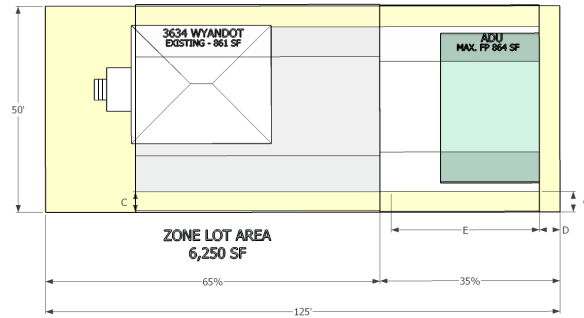 3634 WYANDOT
EXISTING - 861 SF
ADU
MAX. FP 864 SF
50'
C
E
D
ZONE LOT AREA
6,250 SF
65%
35%
125'